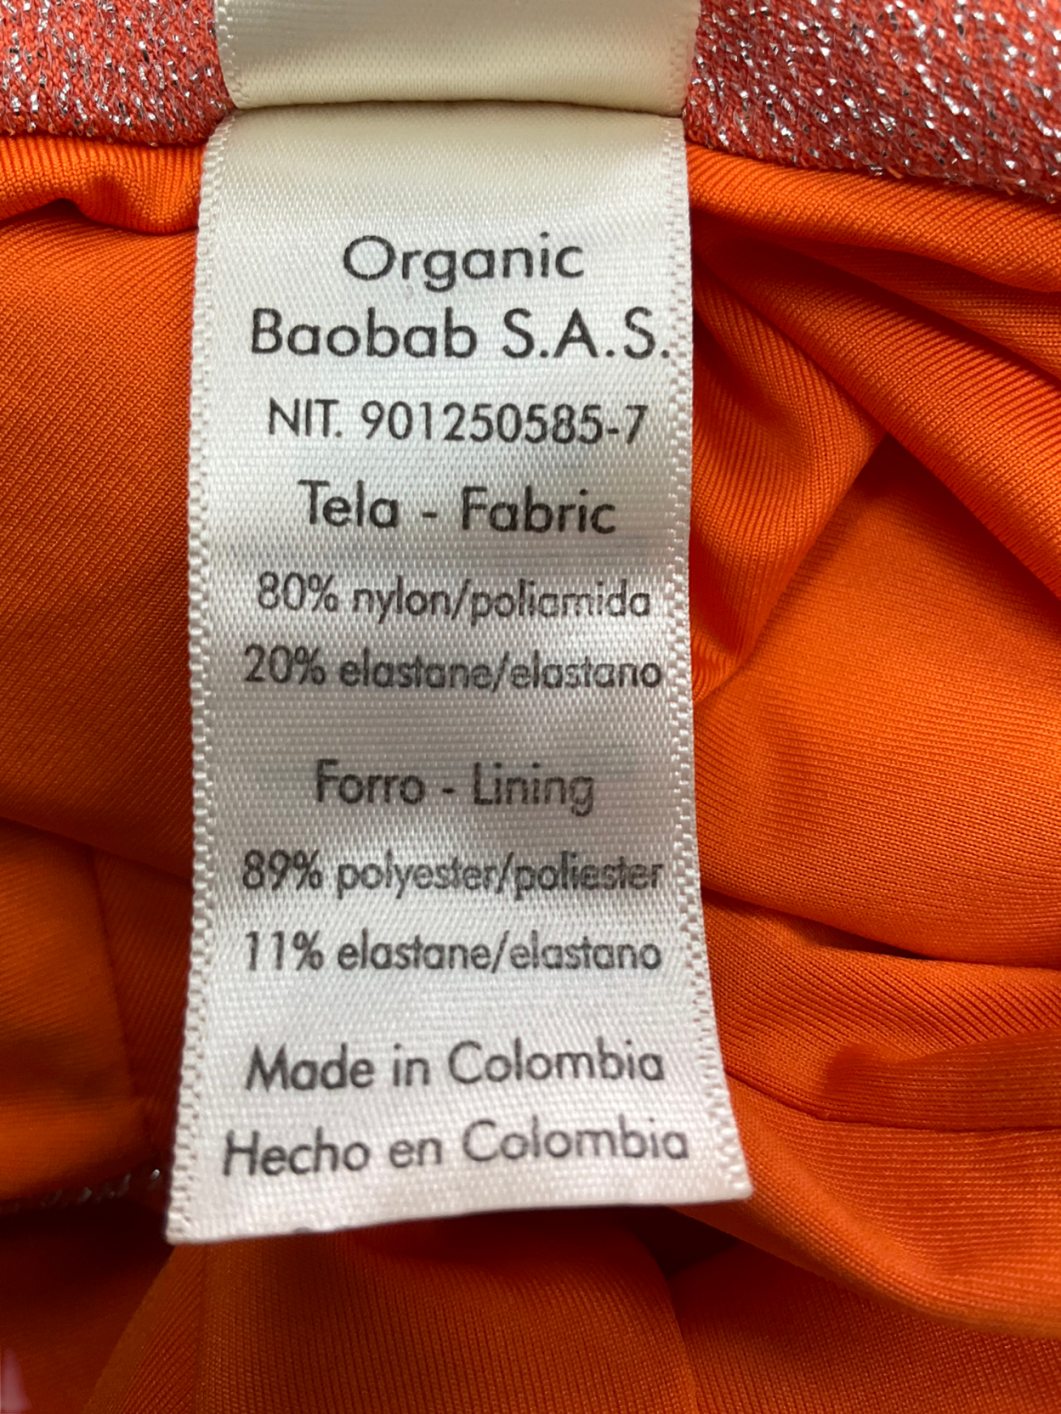 Organic
Baobab S.A.S.
NIT. 901250585-7
Tela - Fabric
80% nylon/poliamida
20% elastane/elastano
Forro - Lining
89% polyester/poliester
11% elastane/elastano
Made in Colombia
Hecho en Colombia